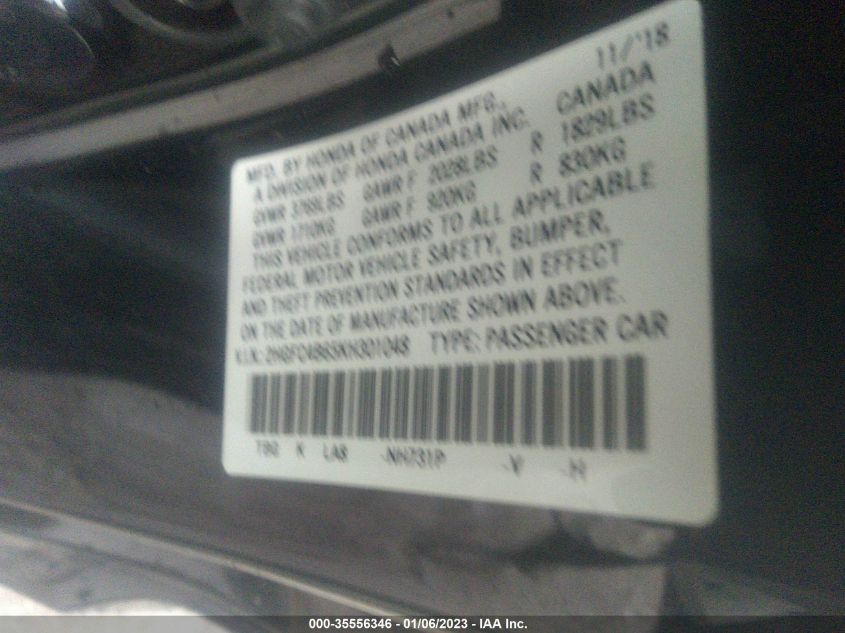 11/'18
MFD. BY HONDA OF CANADA MFG.,
A DIVISION OF HONDA CANADA INC. CANADA
GVWR 3768LBS GAWR F 2028LBS R 1829LBS
GVWR 1710KG GAWR F 920KG R 830KG
THIS VEHICLE CONFORMS TO ALL APPLICABLE
FEDERAL MOTOR VEHICLE SAFETY, BUMPER,
AND THEFT PREVENTION STANDARDS IN EFFECT
ON THE DATE OF MANUFACTURE SHOWN ABOVE.
V.I.N: TYPE: PASSENGER CAR
K -NH731P -V -H
000-35556346 - 01/06/2023 - IAA Inc.